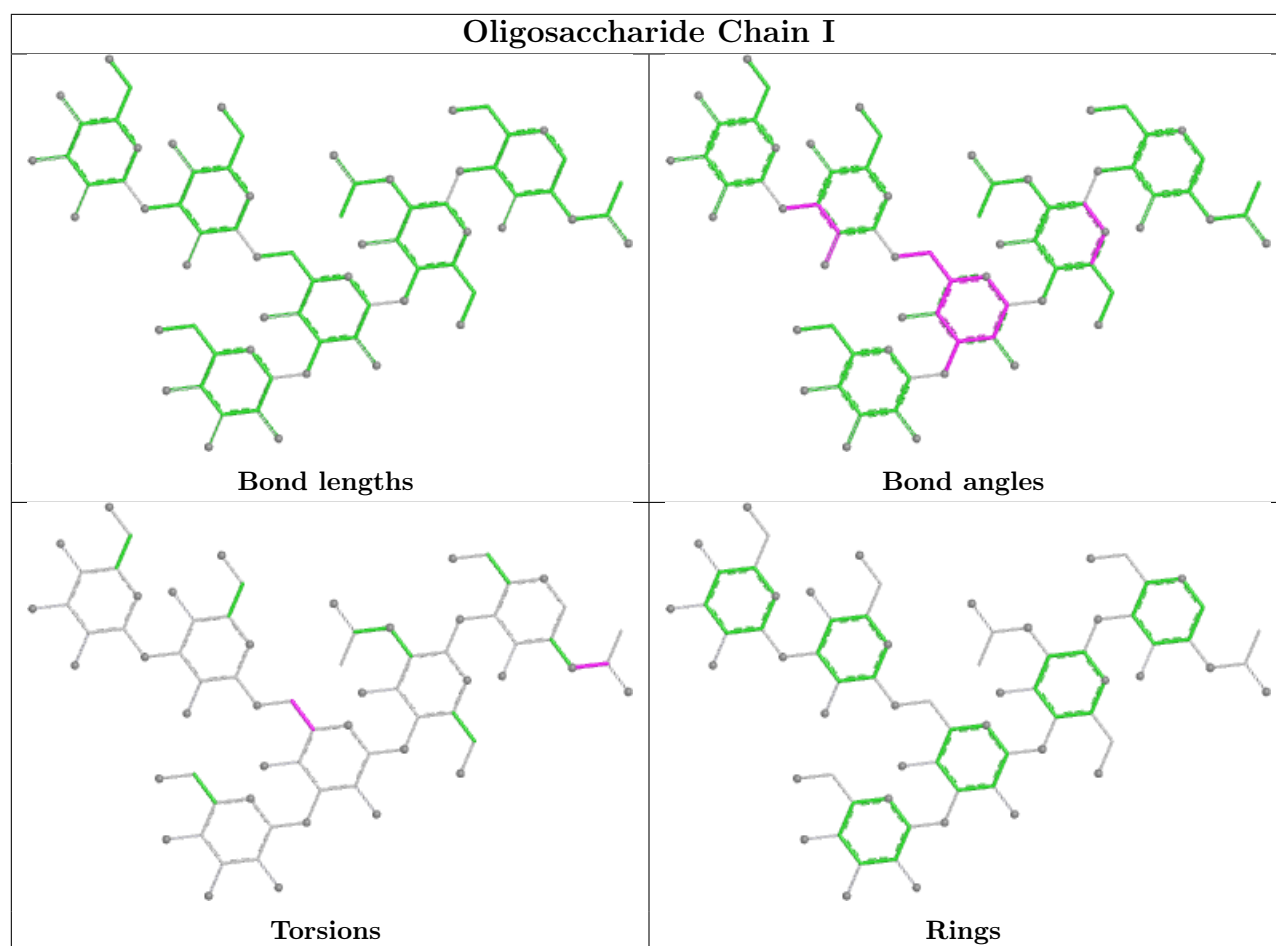 Oligosaccharide Chain I
Bond lengths
Bond angles
Torsions
Rings